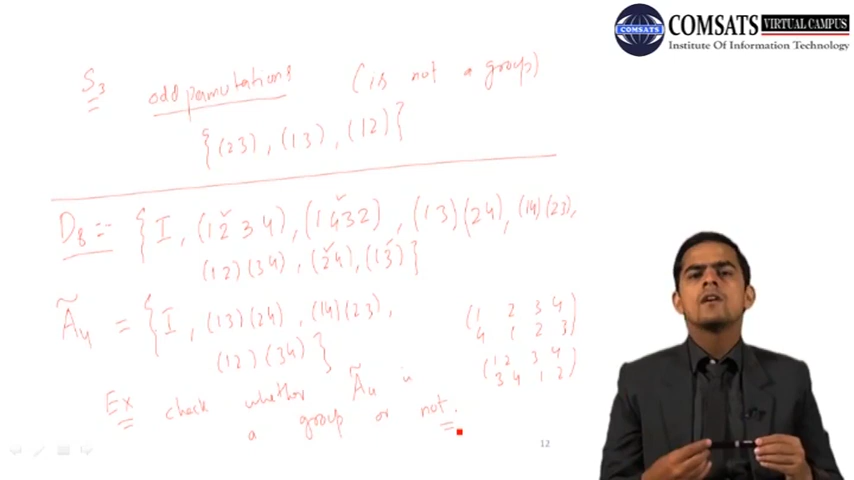 COMSATS VIRTUAL CAMPUS
Institute Of Information Technology
S₃ odd permutations (is not a group)
{(23), (13), (12)}
D₈ := {I, (1234), (1432), (13)(24), (14)(23),
(12)(34), (24), (13)}
Ã₄ = {I, (13)(24), (14)(23),
(12)(34)}
(1 2 3 4
4 1 2 3)
(1 2 3 4
3 4 1 2)
Ex check whether Ã₄ is
a group or not.
12